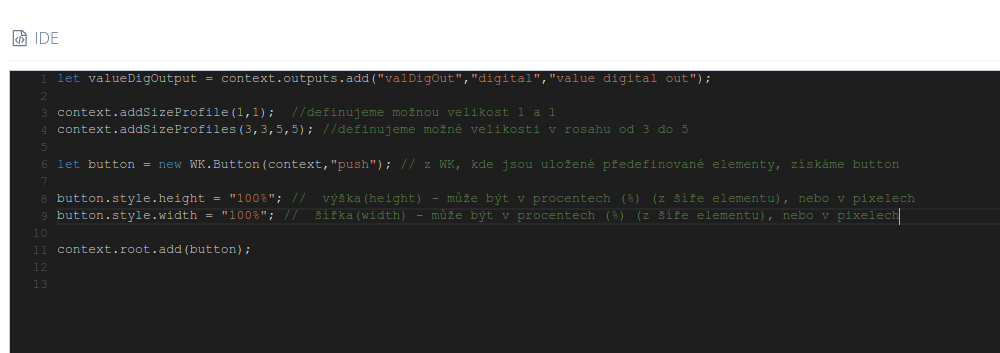 IDE
1 let valueDigOutput = context.outputs.add("valDigOut","digital","value digital out");
2
3 context.addSizeProfile(1,1);  //definujeme možnou velikost 1 a 1
4 context.addSizeProfiles(3,3,5,5); //definujeme možné velikosti v rosahu od 3 do 5
5
6 let button = new WK.Button(context,"push"); // z WK, kde jsou uložené předefinované elementy, získáme button
7
8 button.style.height = "100%"; //  výška(height) - může být v procentech (%) (z šíře elementu), nebo v pixelech
9 button.style.width = "100%"; //  šířka(width) - může být v procentech (%) (z šíře elementu), nebo v pixelech
10
11 context.root.add(button);
12
13